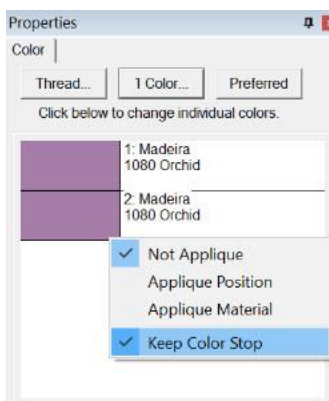 Properties
Color
Thread... 1 Color... Preferred
Click below to change individual colors.
1: Madeira
1080 Orchid
2: Madeira
1080 Orchid
Not Applique
Applique Position
Applique Material
Keep Color Stop